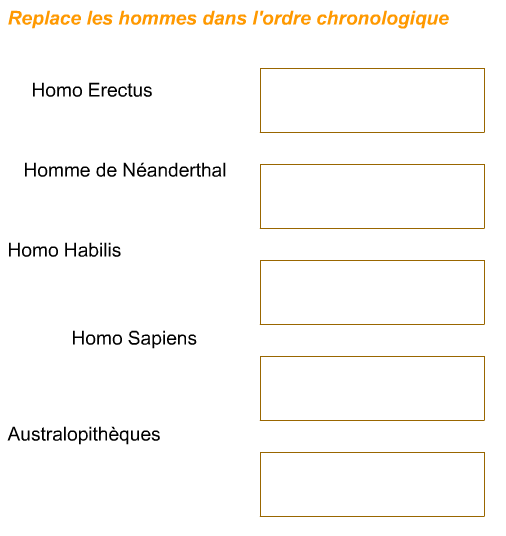 Replace les hommes dans l'ordre chronologique
Homo Erectus
Homme de Néanderthal
Homo Habilis
Homo Sapiens
Australopithèques